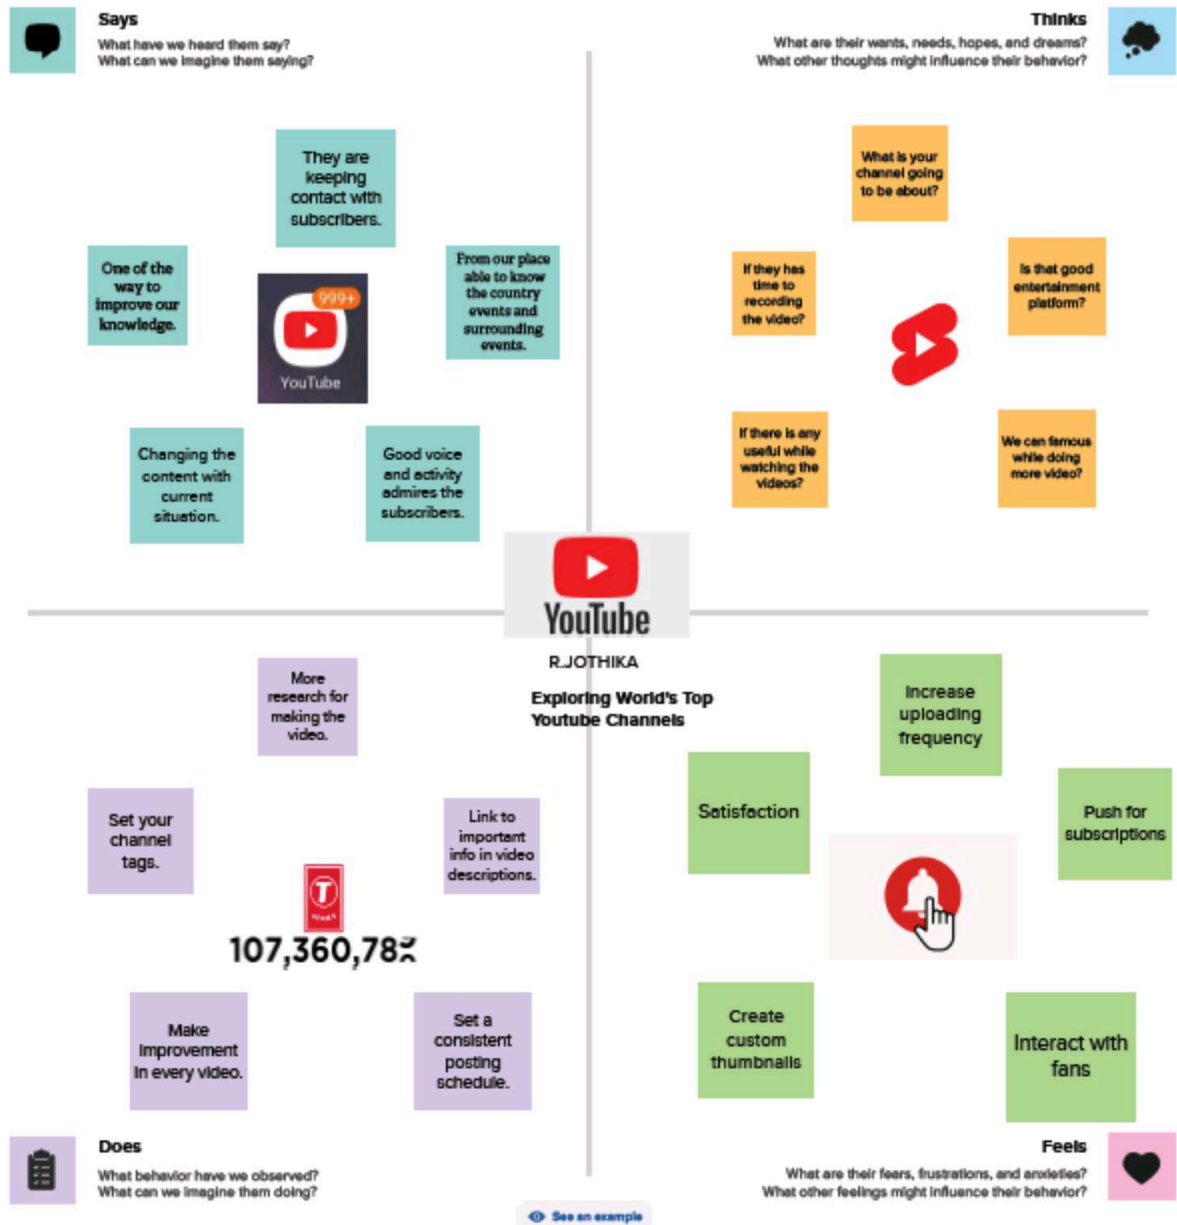 Says
What have we heard them say?
What can we imagine them saying?
Thinks
What are their wants, needs, hopes, and dreams?
What other thoughts might influence their behavior?
They are
keeping
contact with
subscribers.
One of the
way to
improve our
knowledge.
From our place
able to know
the country
events and
surrounding
events.
999+
YouTube
Changing the
content with
current
situation.
Good voice
and activity
admires the
subscribers.
What is your
channel going
to be about?
If they has
time to
recording
the video?
Is that good
entertainment
platform?
If there is any
useful while
watching the
videos?
We can famous
while doing
more video?
YouTube
R.JOTHIKA
Exploring World's Top
Youtube Channels
More
research for
making the
video.
Set your
channel
tags.
Link to
important
info in video
descriptions.
T
SERIES
107,360,78
Make
improvement
in every video.
Set a
consistent
posting
schedule.
Increase
uploading
frequency
Satisfaction
Push for
subscriptions
Create
custom
thumbnails
Interact with
fans
Does
What behavior have we observed?
What can we imagine them doing?
Feels
What are their fears, frustrations, and anxieties?
What other feelings might influence their behavior?
See an example